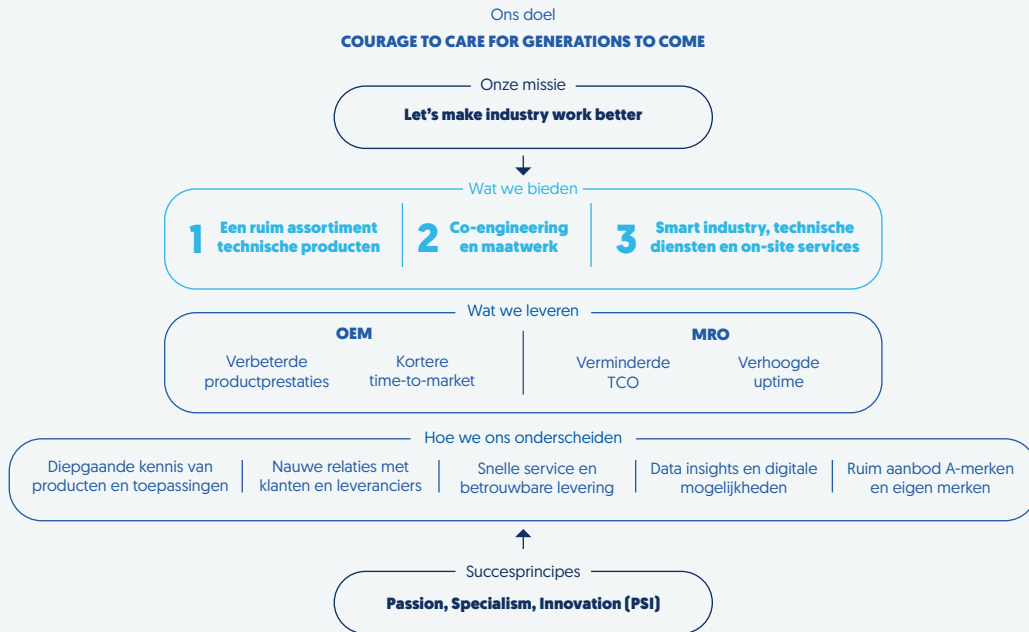 Ons doel
COURAGE TO CARE FOR GENERATIONS TO COME
Onze missie
Let's make industry work better
Wat we bieden
1 Een ruim assortiment
technische producten
2 Co-engineering
en maatwerk
3 Smart industry, technische
diensten en on-site services
Wat we leveren
OEM
Verbeterde
productprestaties
Kortere
time-to-market
MRO
Verminderde
TCO
Verhoogde
uptime
Hoe we ons onderscheiden
Diepgaande kennis van
producten en toepassingen
Nauwe relaties met
klanten en leveranciers
Snelle service en
betrouwbare levering
Data insights en digitale
mogelijkheden
Ruim aanbod A-merken
en eigen merken
Succesprincipes
Passion, Specialism, Innovation (PSI)